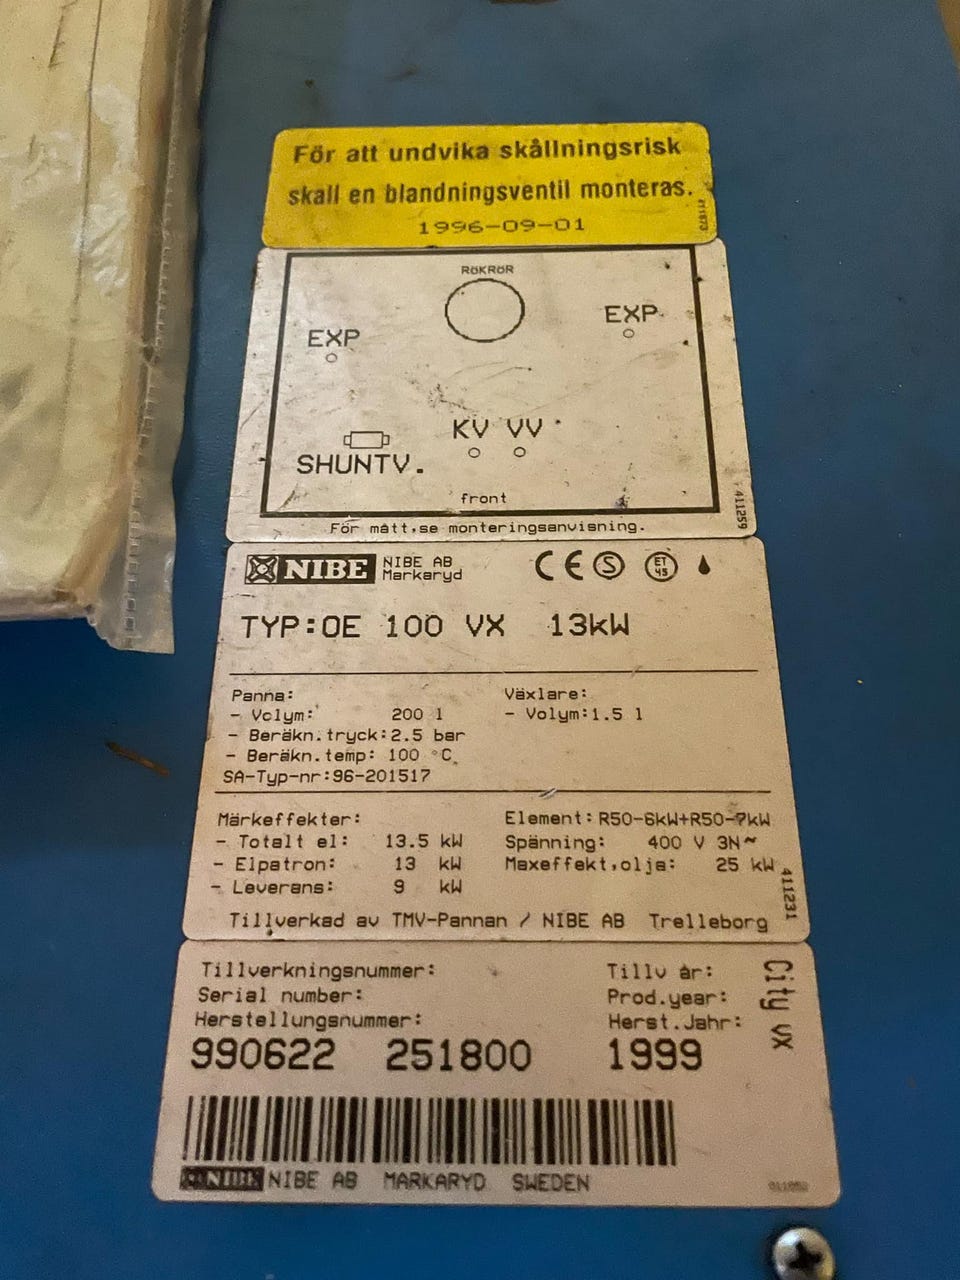 För att undvika skållningsrisk
skall en blandningsventil monteras.
1996-09-01
RöKRöR
EXP
EXP
KV VV
SHUNTV.
front
För mått,se monteringsanvisning.
411259
NIBE
NIBE AB
Markaryd
CE S ET 45
TYP:OE 100 VX 13kW
Panna:
- Volym: 200 l
- Beräkn.tryck:2.5 bar
- Beräkn.temp: 100 °C
SA-Typ-nr:96-201517
Växlare:
- Volym:1.5 l
Märkeffekter:
- Totalt el: 13.5 kW
- Elpatron: 13 kW
- Leverans: 9 kW
Element:R50-6kW+R50-7kW
Spänning: 400 V 3N~
Maxeffekt,olja: 25 kW
411231
Tillverkad av TMV-Pannan / NIBE AB Trelleborg
Tillverkningsnummer:
Serial number:
Herstellungsnummer:
990622 251800
Tillv år:
Prod.year:
Herst.Jahr:
1999
City VX
NIBE NIBE AB MARKARYD SWEDEN